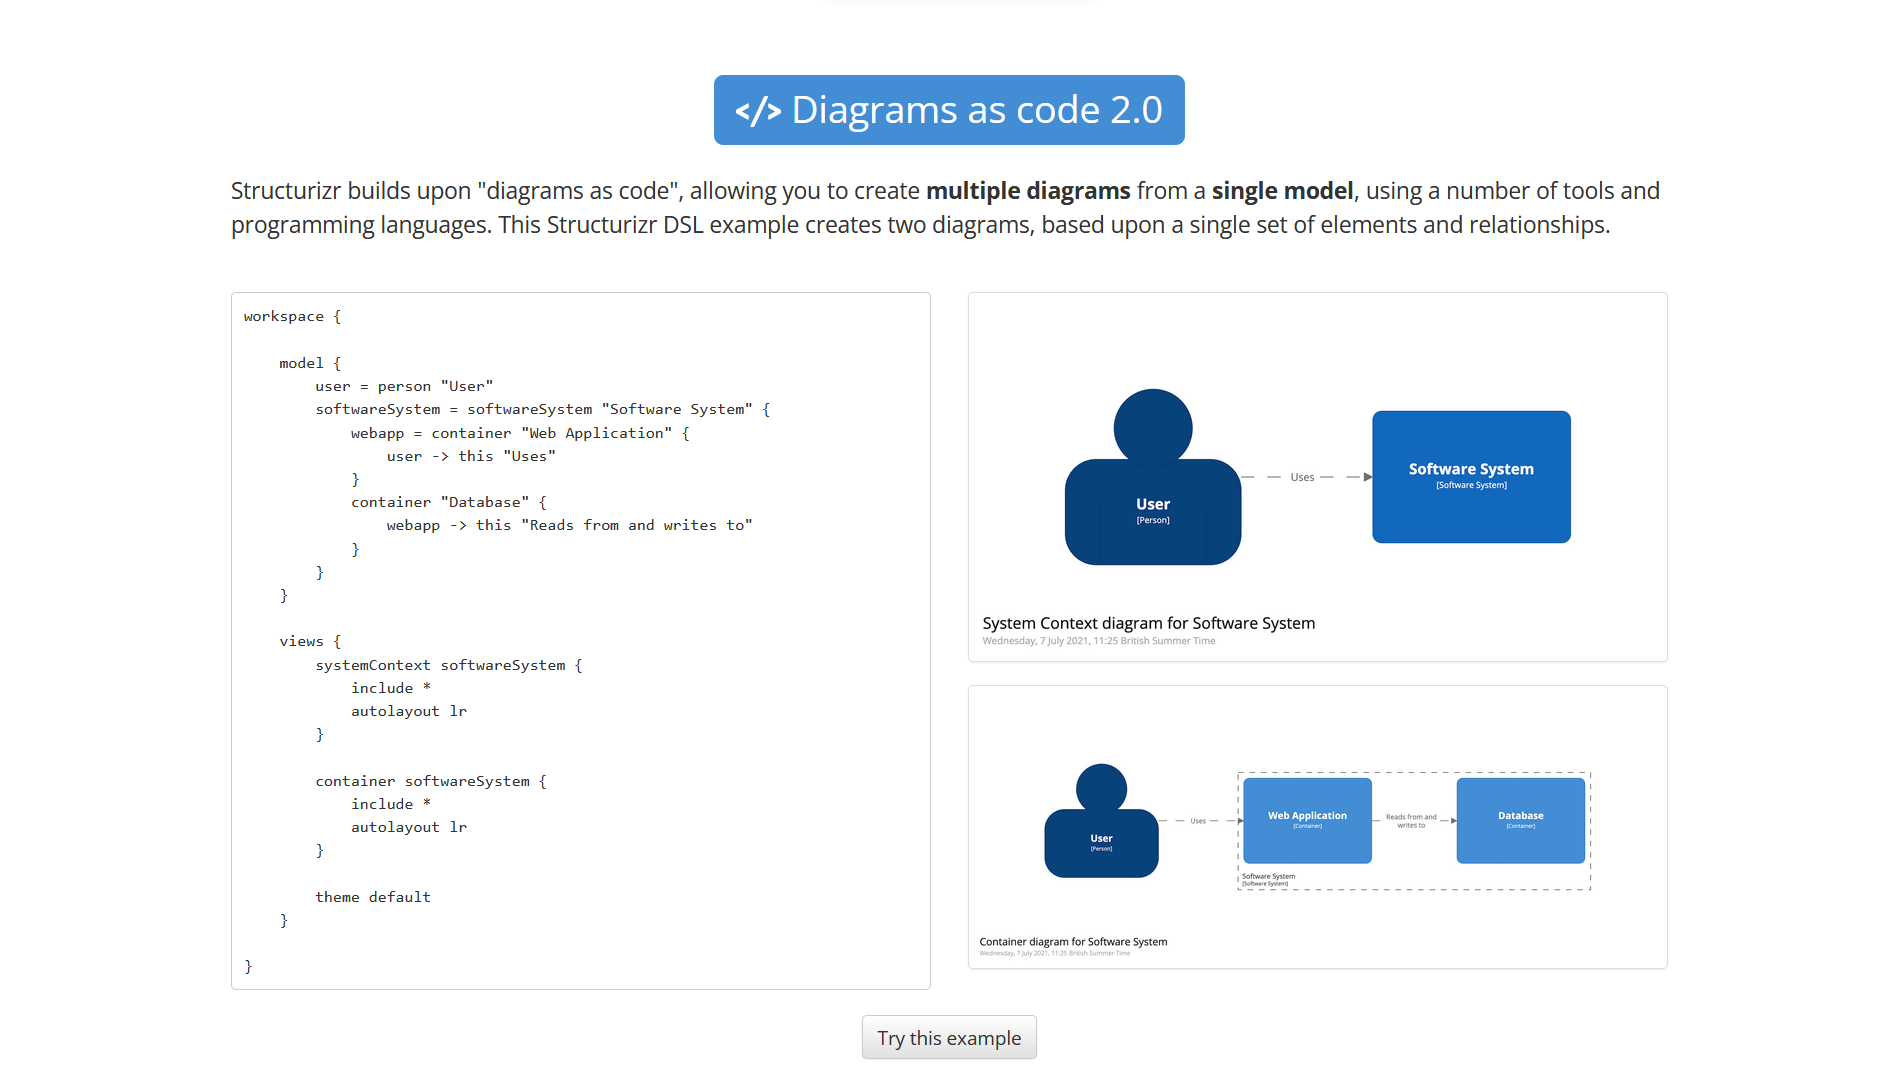 </> Diagrams as code 2.0
Structurizr builds upon "diagrams as code", allowing you to create multiple diagrams from a single model, using a number of tools and
programming languages. This Structurizr DSL example creates two diagrams, based upon a single set of elements and relationships.
workspace {
    model {
        user = person "User"
        softwareSystem = softwareSystem "Software System" {
            webapp = container "Web Application" {
                user -> this "Uses"
            }
            container "Database" {
                webapp -> this "Reads from and writes to"
            }
        }
    }
    views {
        systemContext softwareSystem {
            include *
            autolayout lr
        }
        container softwareSystem {
            include *
            autolayout lr
        }
        theme default
    }
}
User
[Person]
Uses
Software System
[Software System]
System Context diagram for Software System
Wednesday, 7 July 2021, 11:25 British Summer Time
User
[Person]
Uses
Web Application
[Container]
Reads from and
writes to
Database
[Container]
Software System
[Software System]
Container diagram for Software System
Wednesday, 7 July 2021, 11:25 British Summer Time
Try this example